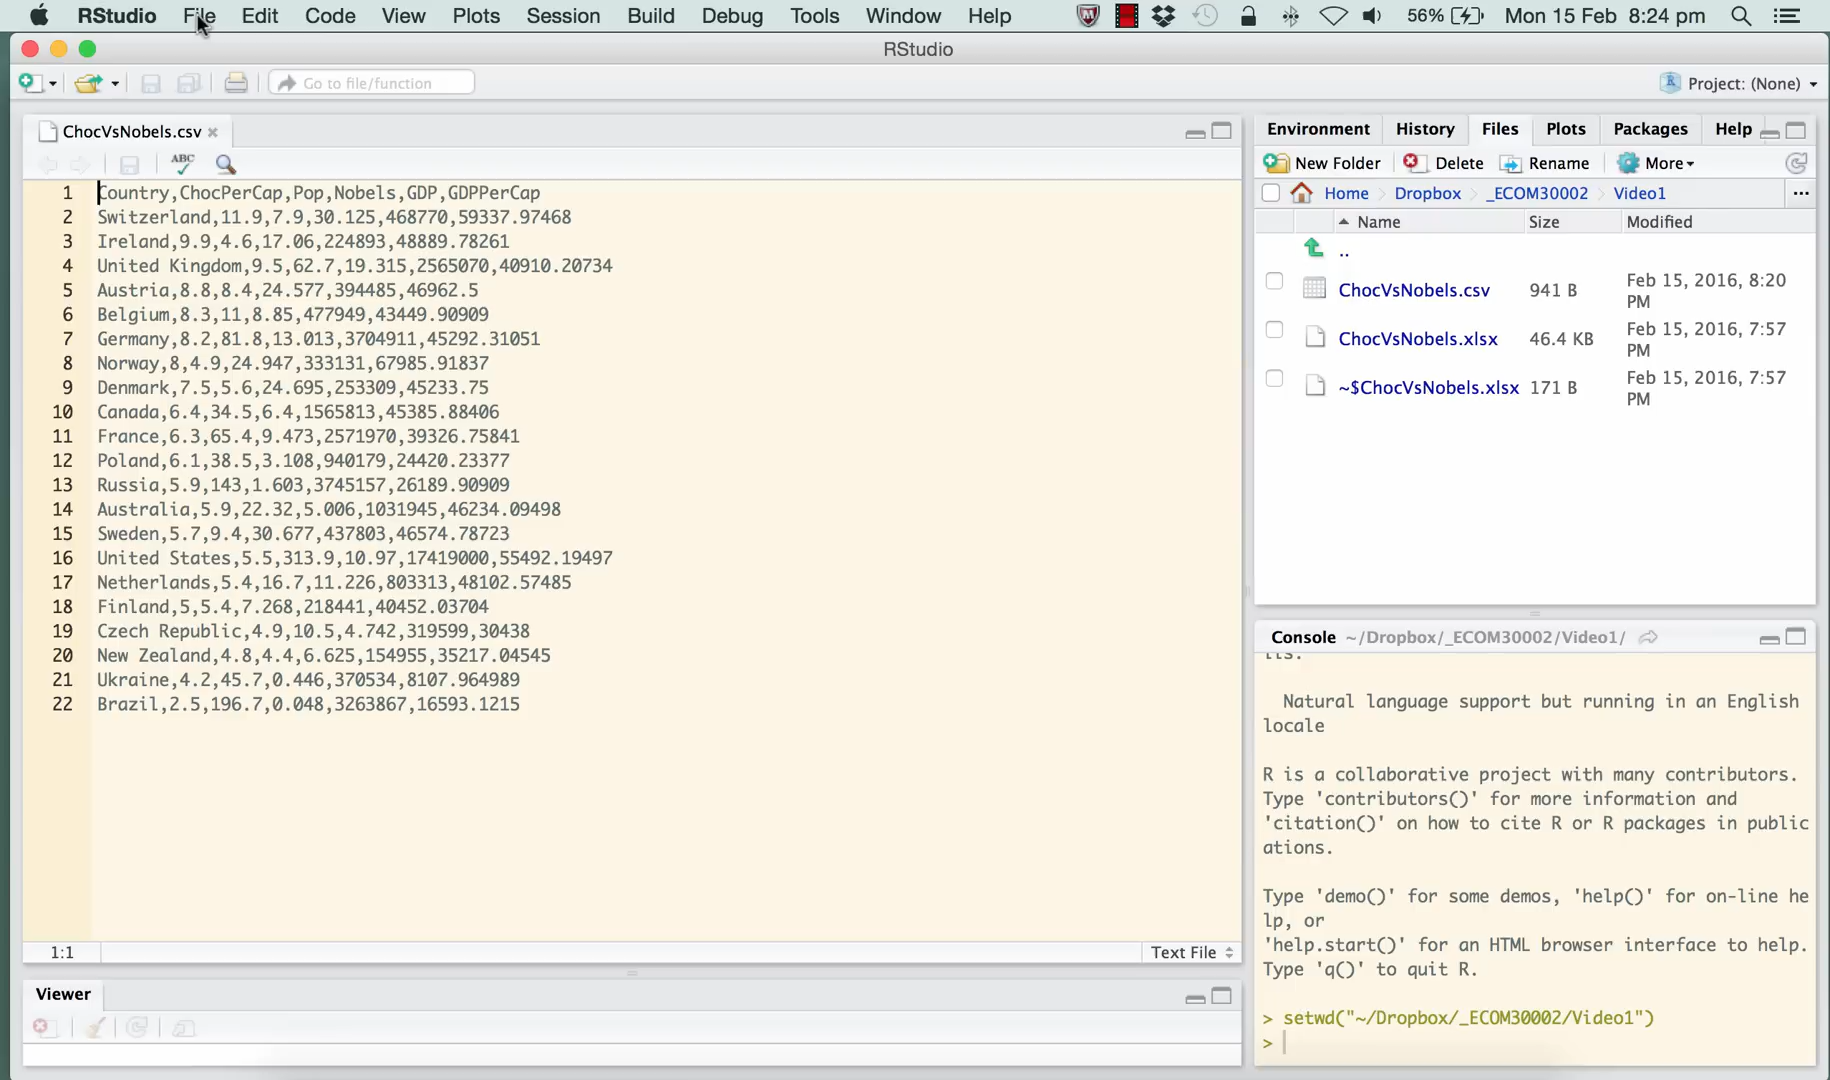 RStudio File Edit Code View Plots Session Build Debug Tools Window Help 56% Mon 15 Feb 8:24 pm
RStudio
Go to file/function
Project: (None)
ChocVsNobels.csv
ABC
1 Country,ChocPerCap,Pop,Nobels,GDP,GDPPerCap
2 Switzerland,11.9,7.9,30.125,468770,59337.97468
3 Ireland,9.9,4.6,17.06,224893,48889.78261
4 United Kingdom,9.5,62.7,19.315,2565070,40910.20734
5 Austria,8.8,8.4,24.577,394485,46962.5
6 Belgium,8.3,11,8.85,477949,43449.90909
7 Germany,8.2,81.8,13.013,3704911,45292.31051
8 Norway,8,4.9,24.947,333131,67985.91837
9 Denmark,7.5,5.6,24.695,253309,45233.75
10 Canada,6.4,34.5,6.4,1565813,45385.88406
11 France,6.3,65.4,9.473,2571970,39326.75841
12 Poland,6.1,38.5,3.108,940179,24420.23377
13 Russia,5.9,143,1.603,3745157,26189.90909
14 Australia,5.9,22.32,5.006,1031945,46234.09498
15 Sweden,5.7,9.4,30.677,437803,46574.78723
16 United States,5.5,313.9,10.97,17419000,55492.19497
17 Netherlands,5.4,16.7,11.226,803313,48102.57485
18 Finland,5,5.4,7.268,218441,40452.03704
19 Czech Republic,4.9,10.5,4.742,319599,30438
20 New Zealand,4.8,4.4,6.625,154955,35217.04545
21 Ukraine,4.2,45.7,0.446,370534,8107.964989
22 Brazil,2.5,196.7,0.048,3263867,16593.1215
1:1 Text File
Viewer
Environment History Files Plots Packages Help
New Folder Delete Rename More
Home Dropbox _ECOM30002 Video1 ...
Name Size Modified
..
ChocVsNobels.csv 941 B Feb 15, 2016, 8:20
PM
ChocVsNobels.xlsx 46.4 KB Feb 15, 2016, 7:57
PM
~$ChocVsNobels.xlsx 171 B Feb 15, 2016, 7:57
PM
Console ~/Dropbox/_ECOM30002/Video1/
Natural language support but running in an English
locale
R is a collaborative project with many contributors.
Type 'contributors()' for more information and
'citation()' on how to cite R or R packages in public
ations.
Type 'demo()' for some demos, 'help()' for on-line he
lp, or
'help.start()' for an HTML browser interface to help.
Type 'q()' to quit R.
> setwd("~/Dropbox/_ECOM30002/Video1")
>